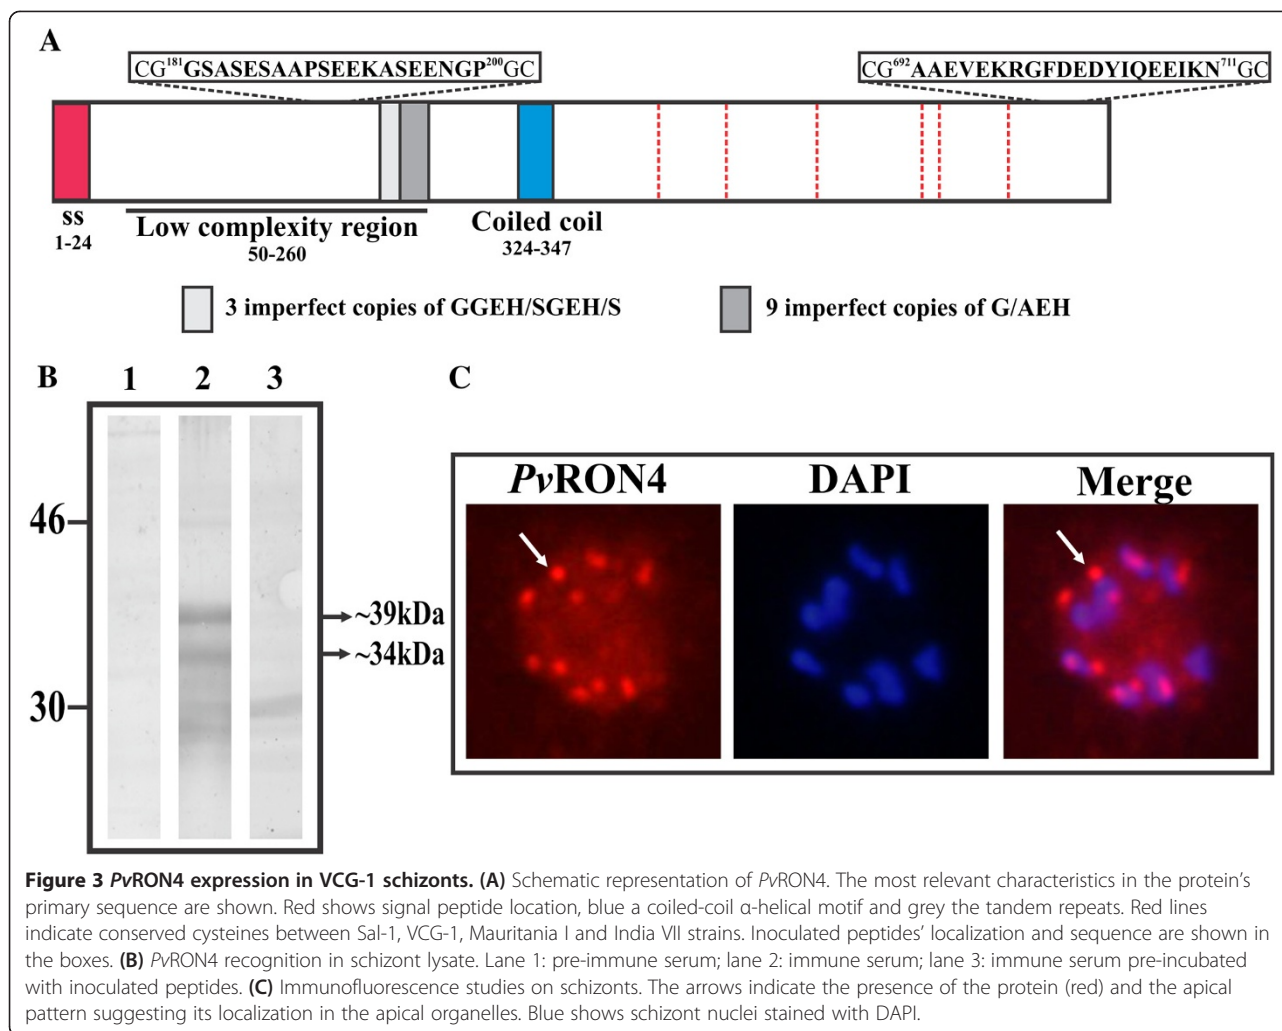 A
CG181GSASESAAPSEEKASEENGP200GC
CG692AAEVEKRGFDEDYIQEEIKN711GC
ss
1-24
Low complexity region
50-260
Coiled coil
324-347
3 imperfect copies of GGEH/SGEH/S
9 imperfect copies of G/AEH
B
1 2 3
46
30
~39kDa
~34kDa
C
PvRON4
DAPI
Merge
Figure 3 PvRON4 expression in VCG-1 schizonts. (A) Schematic representation of PvRON4. The most relevant characteristics in the protein's
primary sequence are shown. Red shows signal peptide location, blue a coiled-coil α-helical motif and grey the tandem repeats. Red lines
indicate conserved cysteines between Sal-1, VCG-1, Mauritania I and India VII strains. Inoculated peptides' localization and sequence are shown in
the boxes. (B) PvRON4 recognition in schizont lysate. Lane 1: pre-immune serum; lane 2: immune serum; lane 3: immune serum pre-incubated
with inoculated peptides. (C) Immunofluorescence studies on schizonts. The arrows indicate the presence of the protein (red) and the apical
pattern suggesting its localization in the apical organelles. Blue shows schizont nuclei stained with DAPI.